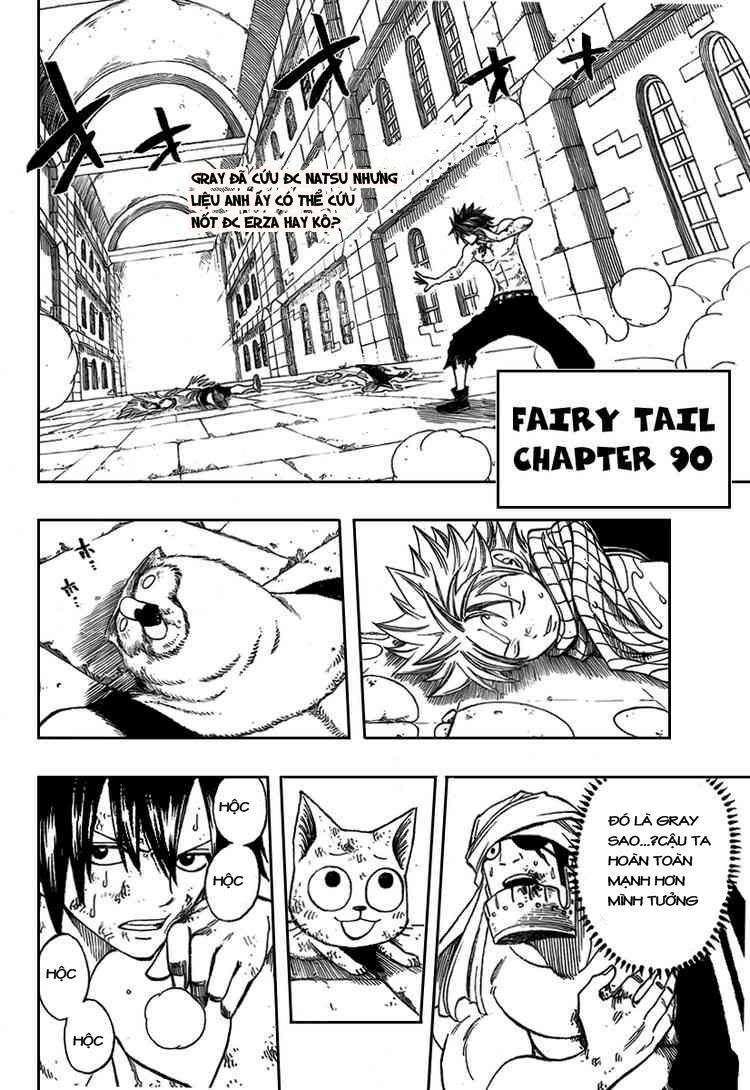 GRAY ĐÃ CỨU ĐC NATSU NHƯNG
LIỆU ANH ẤY CÓ THỂ CỨU
NỐT ĐC ERZA HAY KÔ?
FAIRY TAIL
CHAPTER 90
ĐÓ LÀ GRAY
SAO...?CẬU TA
HOÀN TOÀN
MẠNH HƠN
MÌNH TƯỞNG
HỘC
HỘC
HỘC
HỘC